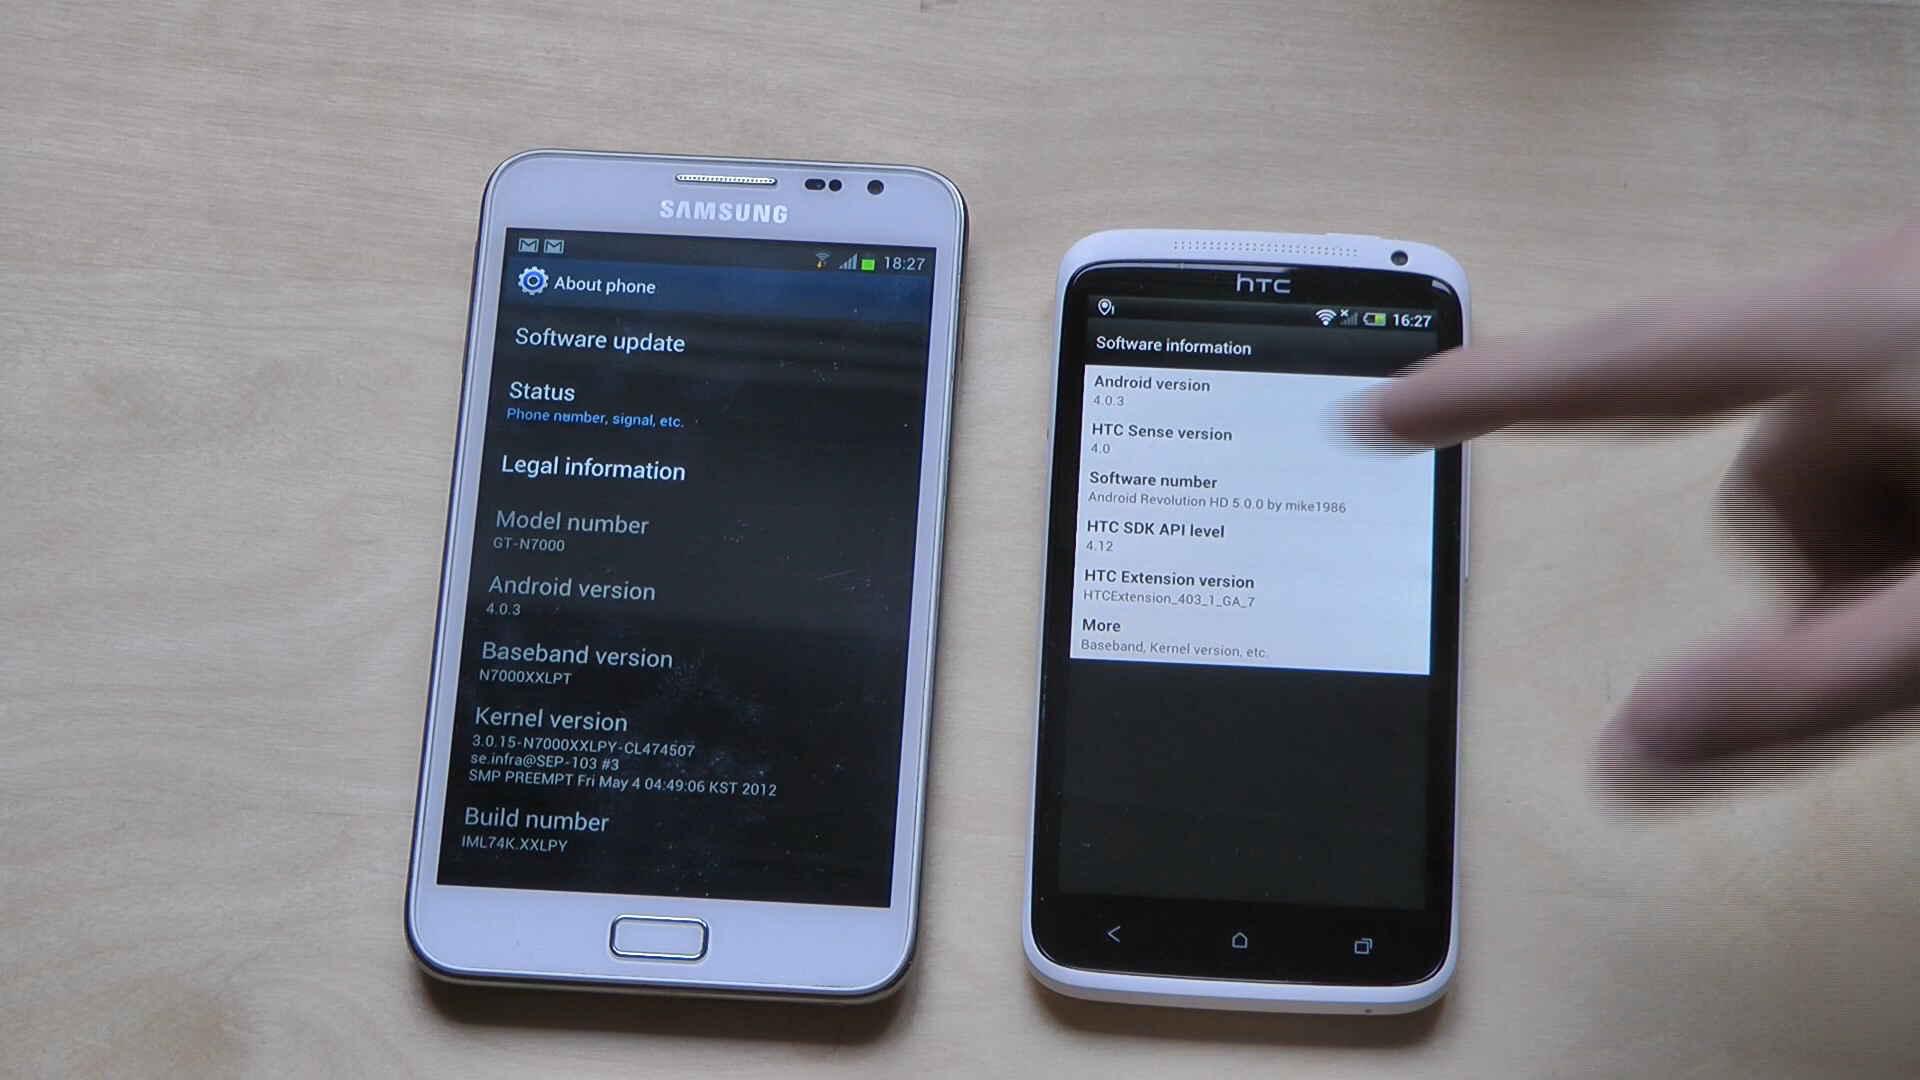 SAMSUNG
18:27
About phone
Software update
Status
Phone number, signal, etc.
Legal information
Model number
GT-N7000
Android version
4.0.3
Baseband version
N7000XXLPT
Kernel version
3.0.15-N7000XXLPY-CL474507
se.infra@SEP-103 #3
SMP PREEMPT Fri May 4 04:49:06 KST 2012
Build number
IML74K.XXLPY
hTC
16:27
Software information
Android version
4.0.3
HTC Sense version
4.0
Software number
Android Revolution HD 5.0.0 by mike1986
HTC SDK API level
4.12
HTC Extension version
HTCExtension_403_1_GA_7
More
Baseband, Kernel version, etc.